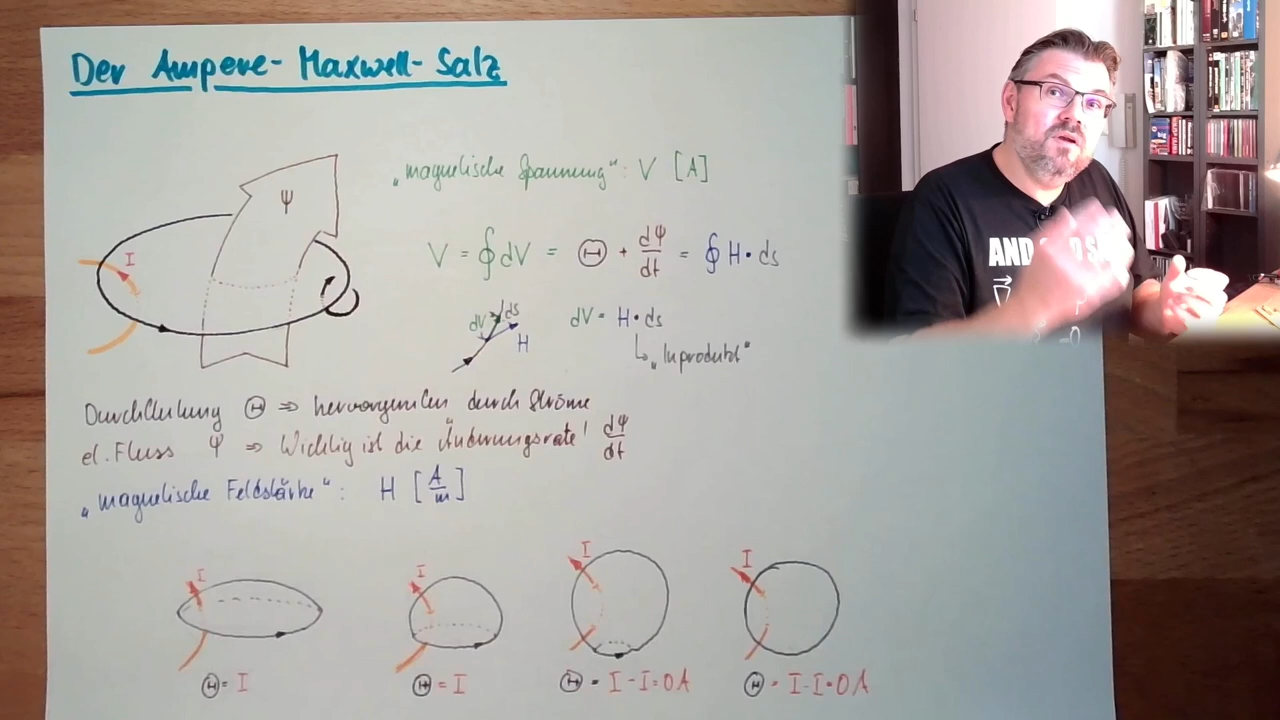 Der Ampere-Maxwell-Satz
Ψ
I
„magnetische Spannung": V [A]
V = ∮ dV = Θ + dΨ/dt = ∮ H • ds
dV
ds
H
dV = H • ds
↳ „Inprodukt"
Durchflutung Θ ⇒ hervorgerufen durch Ströme
el. Fluss Ψ ⇒ Wichtig ist die Änderungsrate! dΨ/dt
„magnetische Feldstärke": H [A/m]
I
I
I
I
Θ = I
Θ = I
Θ = I - I = 0 A
Θ = I - I = 0 A